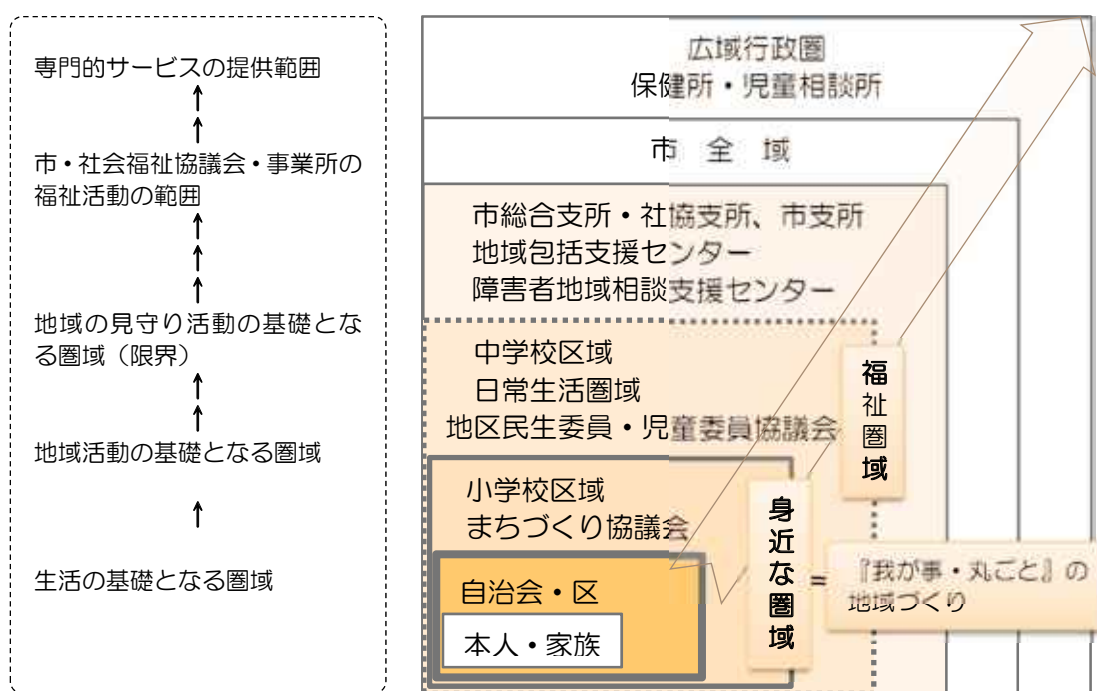 専門的サービスの提供範囲
↑
↑
市・社会福祉協議会・事業所の
福祉活動の範囲
↑
↑
↑
地域の見守り活動の基礎とな
る圏域（限界）
↑
↑
地域活動の基礎となる圏域
↑
生活の基礎となる圏域
広域行政圏
保健所・児童相談所
市 全 域
市総合支所・社協支所、市支所
地域包括支援センター
障害者地域相談支援センター
中学校区域
日常生活圏域
地区民生委員・児童委員協議会
福祉圏域
小学校区域
まちづくり協議会
身近な圏域
=
『我が事・丸ごと』の
地域づくり
自治会・区
本人・家族